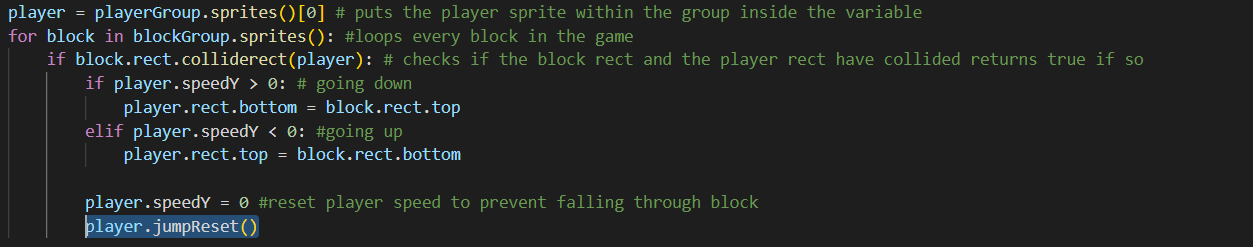 player = playerGroup.sprites()[0] # puts the player sprite within the group inside the variable
for block in blockGroup.sprites(): #loops every block in the game
    if block.rect.colliderect(player): # checks if the block rect and the player rect have collided returns true if so
        if player.speedY > 0: # going down
            player.rect.bottom = block.rect.top
        elif player.speedY < 0: #going up
            player.rect.top = block.rect.bottom

        player.speedY = 0 #reset player speed to prevent falling through block
        player.jumpReset()